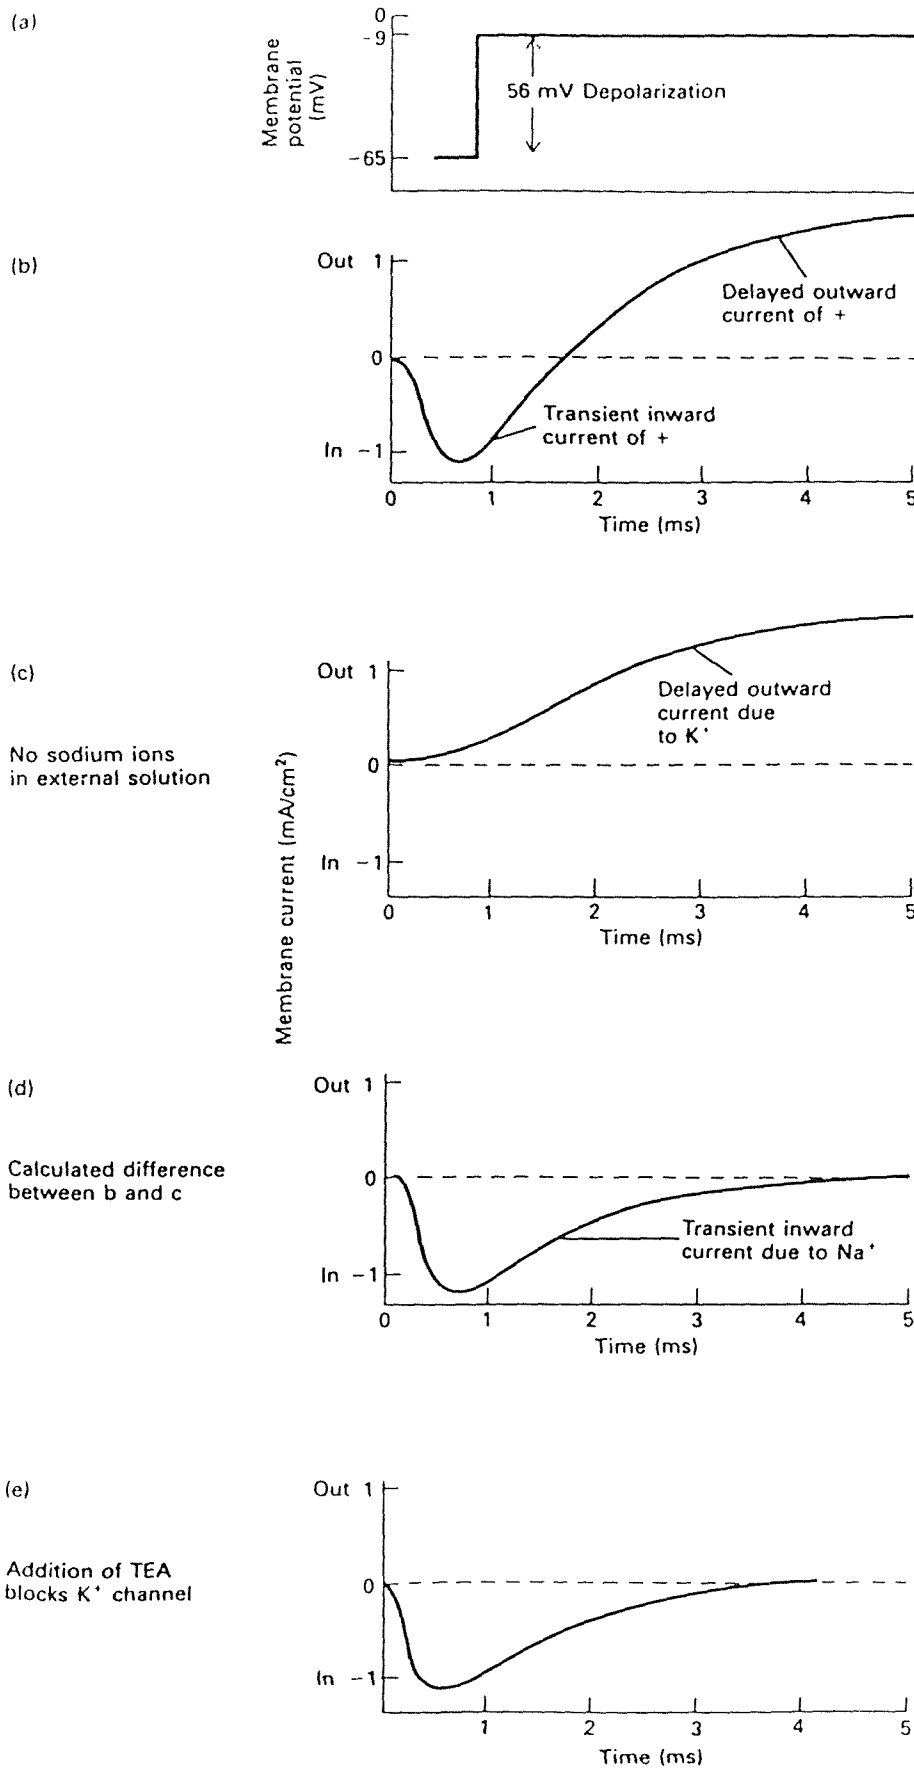 (a)
0
-9
-65
Membrane
potential
(mV)
56 mV Depolarization
(b)
Out 1
0
In -1
Delayed outward
current of +
Transient inward
current of +
0 1 2 3 4 5
Time (ms)
(c)
No sodium ions
in external solution
Out 1
0
In -1
Delayed outward
current due
to K+
0 1 2 3 4 5
Time (ms)
Membrane current (mA/cm²)
(d)
Calculated difference
between b and c
Out 1
0
In -1
Transient inward
current due to Na+
0 1 2 3 4 5
Time (ms)
(e)
Addition of TEA
blocks K+ channel
Out 1
0
In -1
1 2 3 4 5
Time (ms)